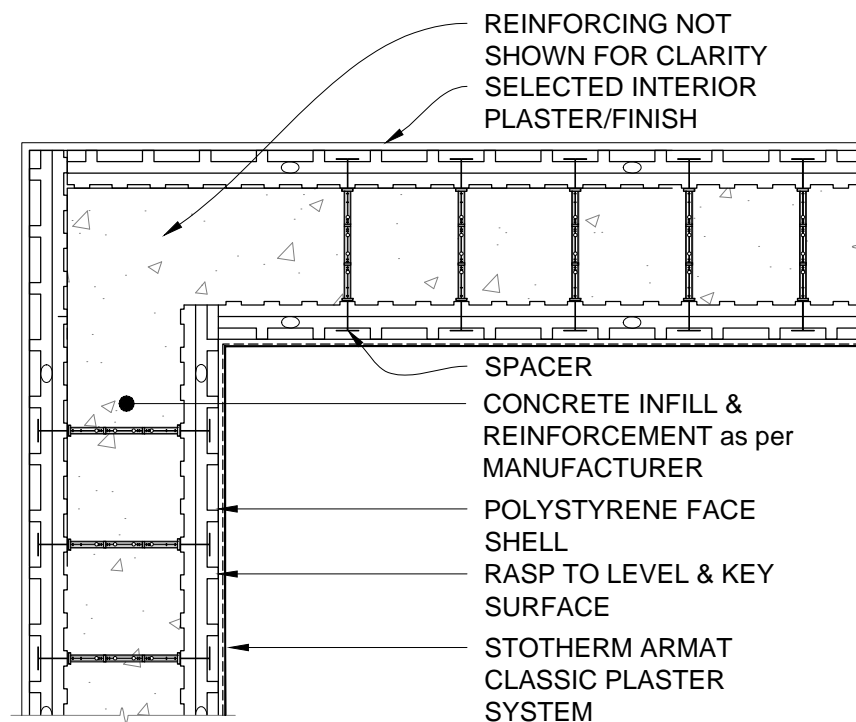 REINFORCING NOT
SHOWN FOR CLARITY
SELECTED INTERIOR
PLASTER/FINISH
SPACER
CONCRETE INFILL &
REINFORCEMENT as per
MANUFACTURER
POLYSTYRENE FACE
SHELL
RASP TO LEVEL & KEY
SURFACE
STOTHERM ARMAT
CLASSIC PLASTER
SYSTEM